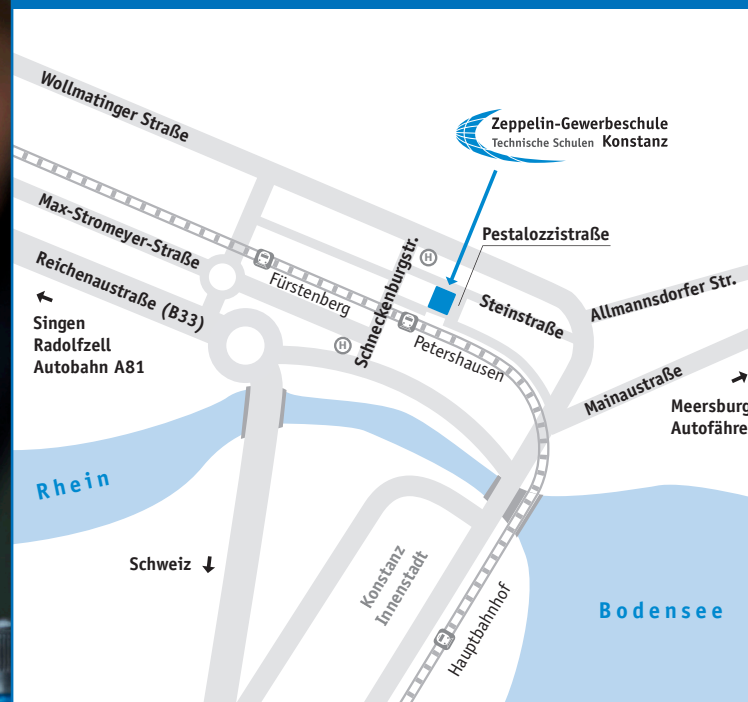 Wollmatinger Straße
Zeppelin-Gewerbeschule
Technische Schulen Konstanz
Max-Stromeyer-Straße
Pestalozzistraße
Schneckenburgstr.
H
Reichenaustraße (B33)
Fürstenberg
Steinstraße
Allmannsdorfer Str.
Singen
Radolfzell
Autobahn A81
H
Petershausen
Mainaustraße
Meersburg
Autofähre
Rhein
Schweiz
Konstanz
Innenstadt
Hauptbahnhof
Bodensee